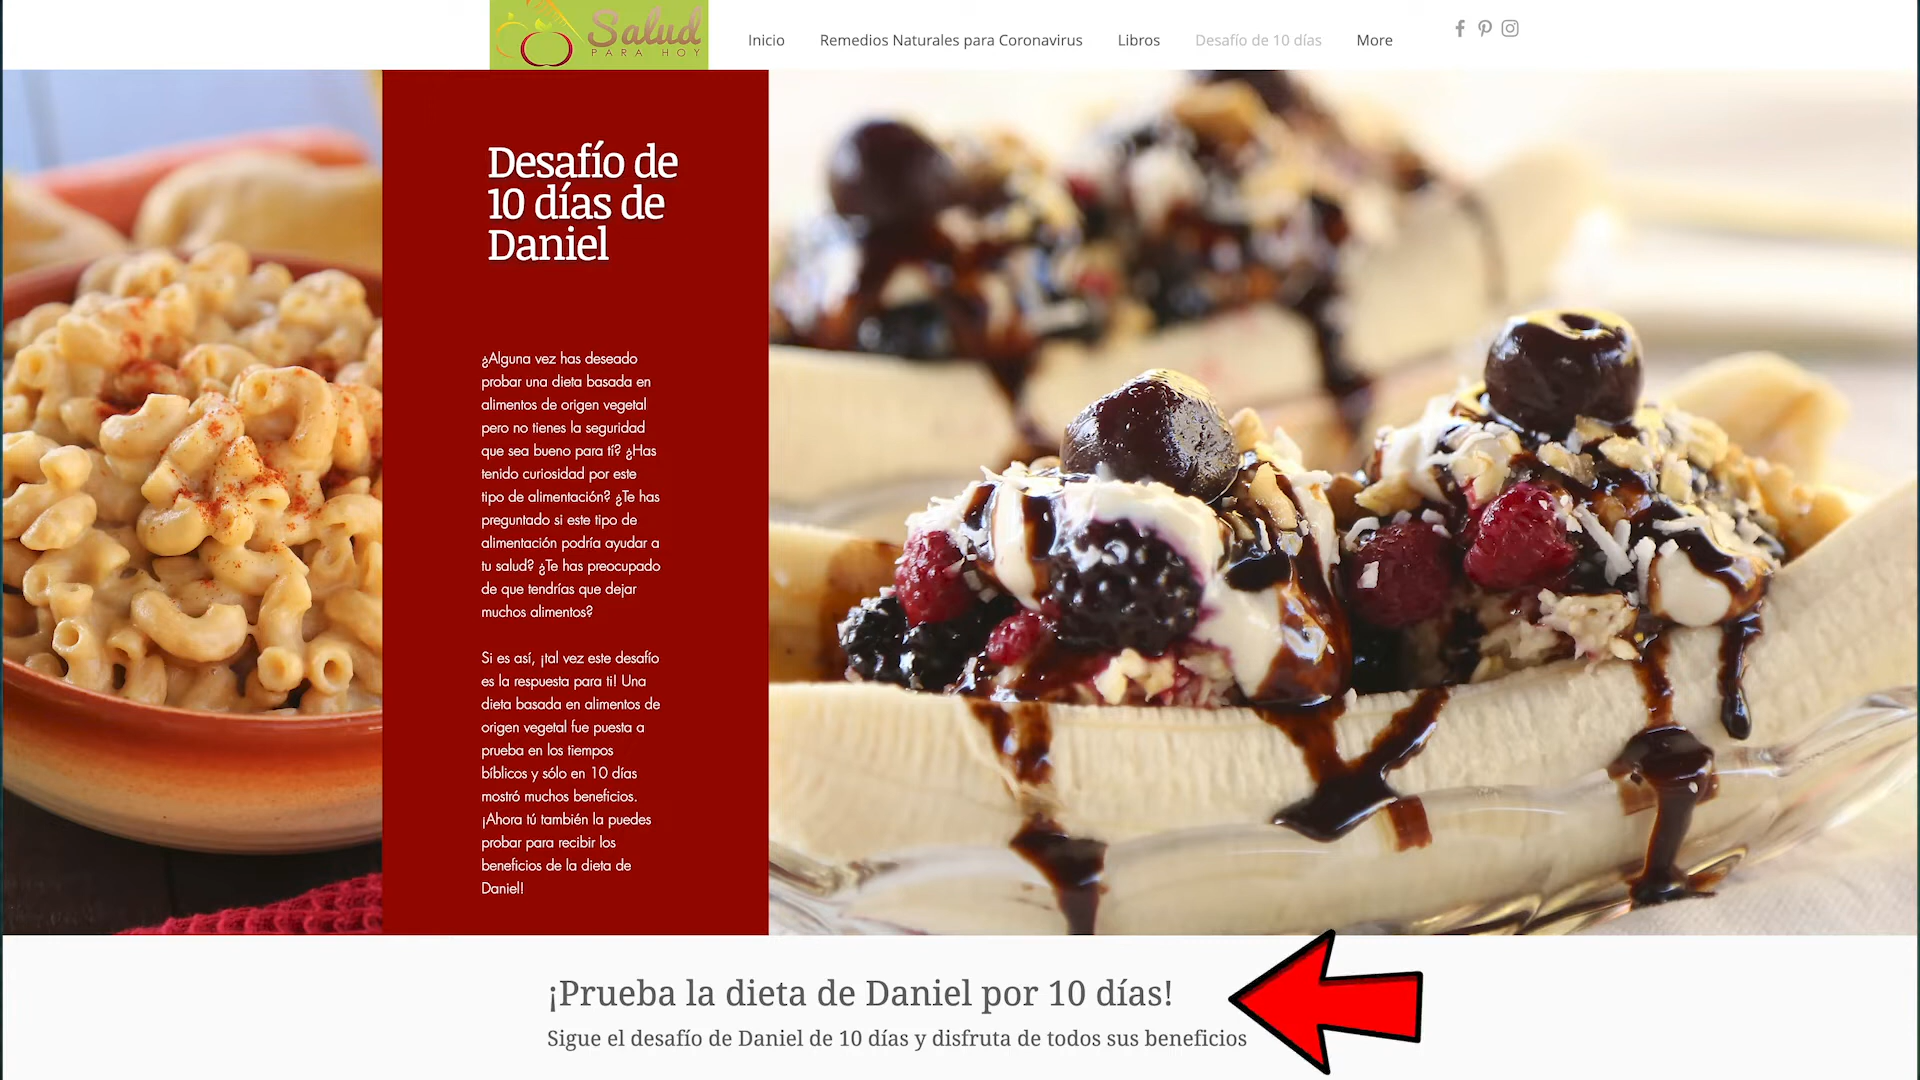 Salud
PARA HOY
Inicio
Remedios Naturales para Coronavirus
Libros
Desafío de 10 días
More
Desafío de
10 días de
Daniel
¿Alguna vez has deseado
probar una dieta basada en
alimentos de origen vegetal
pero no tienes la seguridad
que sea bueno para tí? ¿Has
tenido curiosidad por este
tipo de alimentación? ¿Te has
preguntado si este tipo de
alimentación podría ayudar a
tu salud? ¿Te has preocupado
de que tendrías que dejar
muchos alimentos?
Si es así, ¡tal vez este desafío
es la respuesta para ti! Una
dieta basada en alimentos de
origen vegetal fue puesta a
prueba en los tiempos
bíblicos y sólo en 10 días
mostró muchos beneficios.
¡Ahora tú también la puedes
probar para recibir los
beneficios de la dieta de
Daniel!
¡Prueba la dieta de Daniel por 10 días!
Sigue el desafío de Daniel de 10 días y disfruta de todos sus beneficios